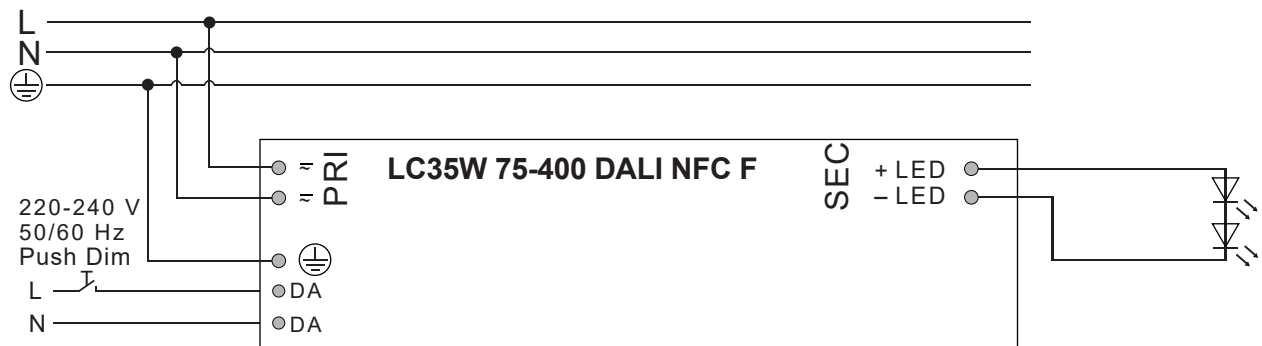 L
N
≂ PRI
≂
LC35W 75-400 DALI NFC F
SEC
+ LED
– LED
220-240 V
50/60 Hz
Push Dim
L
N
DA
DA